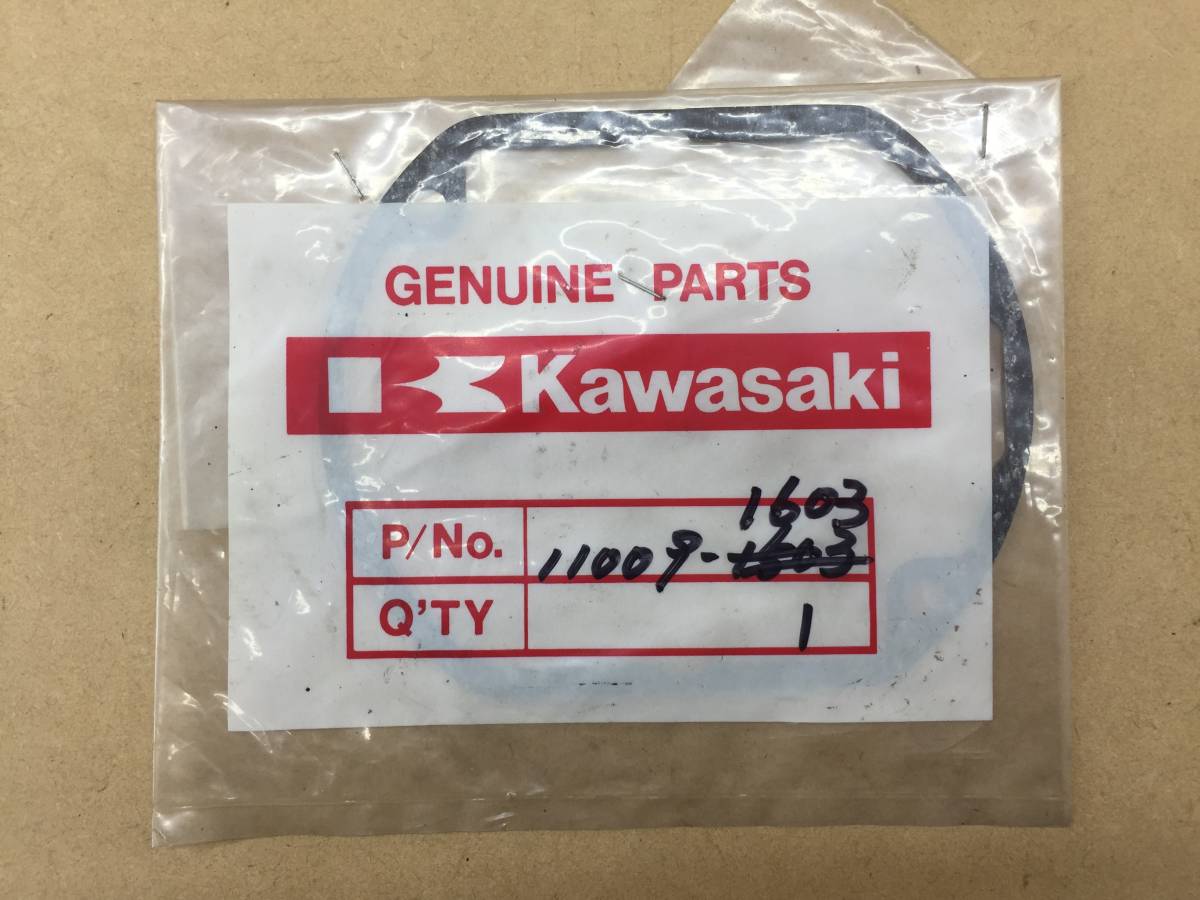 GENUINE PARTS
Kawasaki
1603
P/No. 11009-1603
Q'TY 1